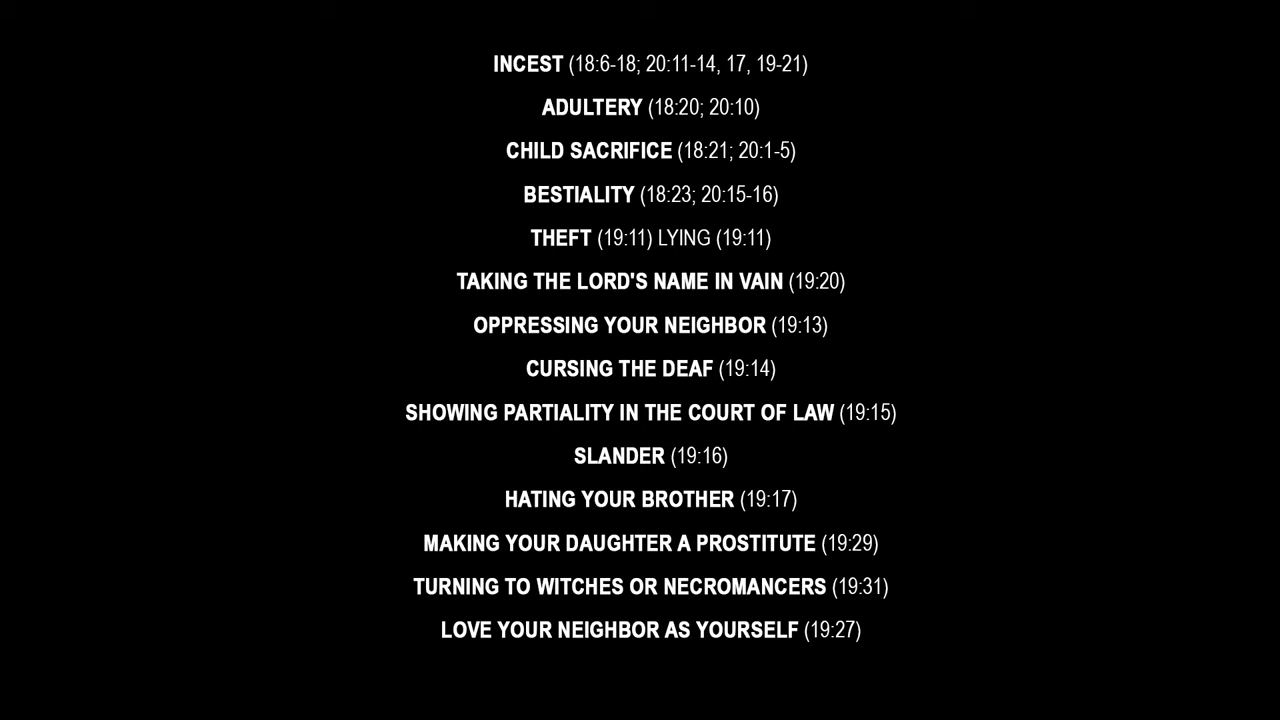 INCEST (18:6-18; 20:11-14, 17, 19-21)
ADULTERY (18:20; 20:10)
CHILD SACRIFICE (18:21; 20:1-5)
BESTIALITY (18:23; 20:15-16)
THEFT (19:11) LYING (19:11)
TAKING THE LORD'S NAME IN VAIN (19:20)
OPPRESSING YOUR NEIGHBOR (19:13)
CURSING THE DEAF (19:14)
SHOWING PARTIALITY IN THE COURT OF LAW (19:15)
SLANDER (19:16)
HATING YOUR BROTHER (19:17)
MAKING YOUR DAUGHTER A PROSTITUTE (19:29)
TURNING TO WITCHES OR NECROMANCERS (19:31)
LOVE YOUR NEIGHBOR AS YOURSELF (19:27)